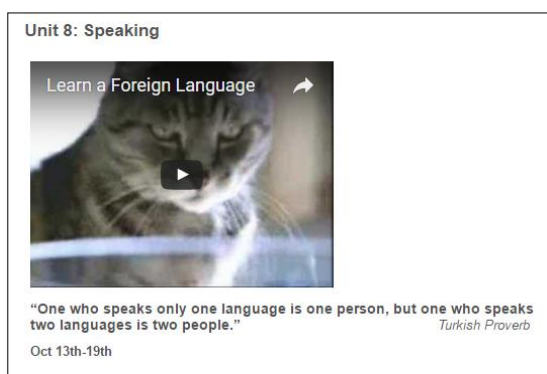 Unit 8: Speaking
Learn a Foreign Language
“One who speaks only one language is one person, but one who speaks
two languages is two people.” Turkish Proverb
Oct 13th-19th